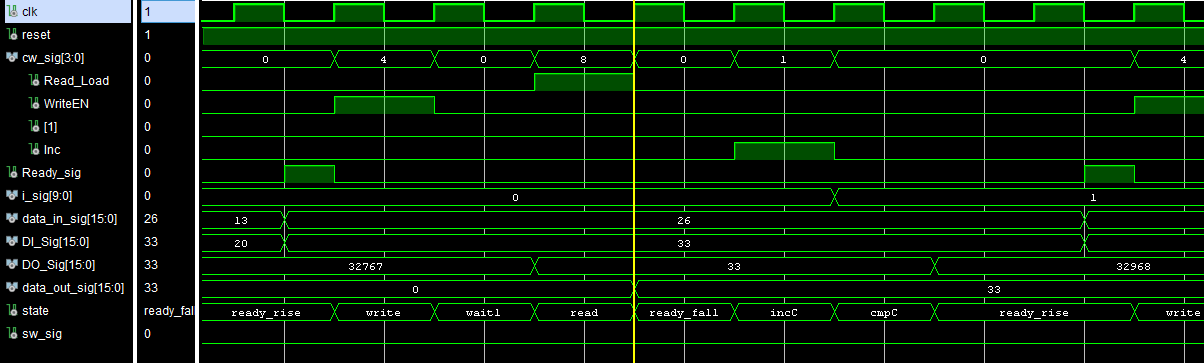 clk 1
reset 1
cw_sig[3:0] 0 0 4 0 8 0 1 0 4
Read_Load 0
WriteEN 0
[1] 0
Inc 0
Ready_sig 0
i_sig[9:0] 0 0 1
data_in_sig[15:0] 26 13 26
DI_Sig[15:0] 33 20 33
DO_Sig[15:0] 33 32767 33 32968
data_out_sig[15:0] 33 0 33
state ready_fal ready_rise write wait1 read ready_fall incC cmpC ready_rise write
sw_sig 0